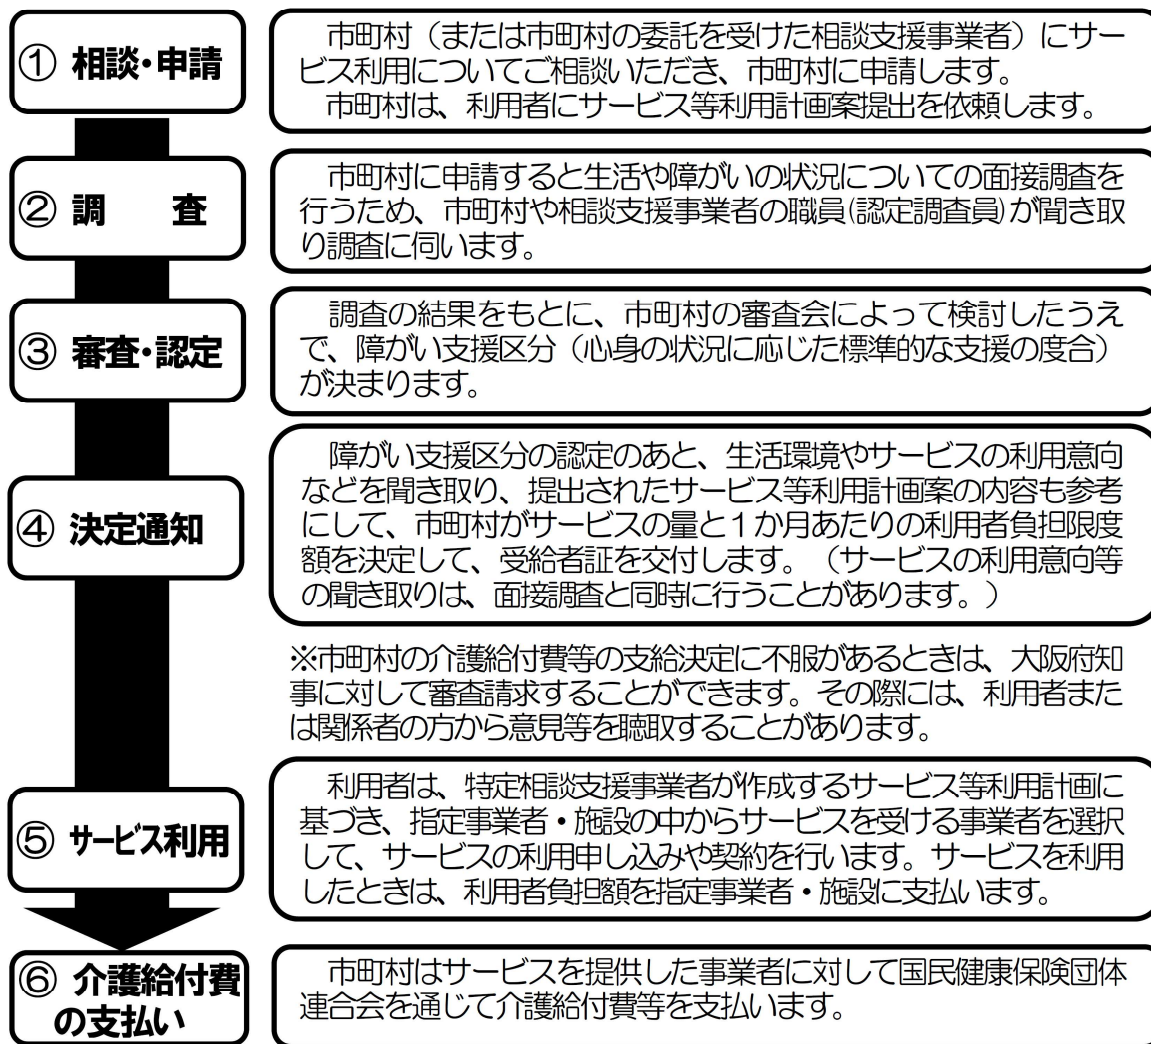 ① 相談・申請
市町村(または市町村の委託を受けた相談支援事業者)にサー
ビス利用についてご相談いただき、市町村に申請します。
市町村は、利用者にサービス等利用計画案提出を依頼します。
② 調　　査
市町村に申請すると生活や障がいの状況についての面接調査を
行うため、市町村や相談支援事業者の職員(認定調査員)が聞き取
り調査に伺います。
③ 審査・認定
調査の結果をもとに、市町村の審査会によって検討したうえ
で、障がい支援区分(心身の状況に応じた標準的な支援の度合)
が決まります。
④ 決定通知
障がい支援区分の認定のあと、生活環境やサービスの利用意向
などを聞き取り、提出されたサービス等利用計画案の内容も参考
にして、市町村がサービスの量と1か月あたりの利用者負担限度
額を決定して、受給者証を交付します。(サービスの利用意向等
の聞き取りは、面接調査と同時に行うことがあります。)
※市町村の介護給付費等の支給決定に不服があるときは、大阪府知
事に対して審査請求することができます。その際には、利用者また
は関係者の方から意見等を聴取することがあります。
⑤ サービス利用
利用者は、特定相談支援事業者が作成するサービス等利用計画に
基づき、指定事業者・施設の中からサービスを受ける事業者を選択
して、サービスの利用申し込みや契約を行います。サービスを利用
したときは、利用者負担額を指定事業者・施設に支払います。
⑥ 介護給付費
の支払い
市町村はサービスを提供した事業者に対して国民健康保険団体
連合会を通じて介護給付費等を支払います。